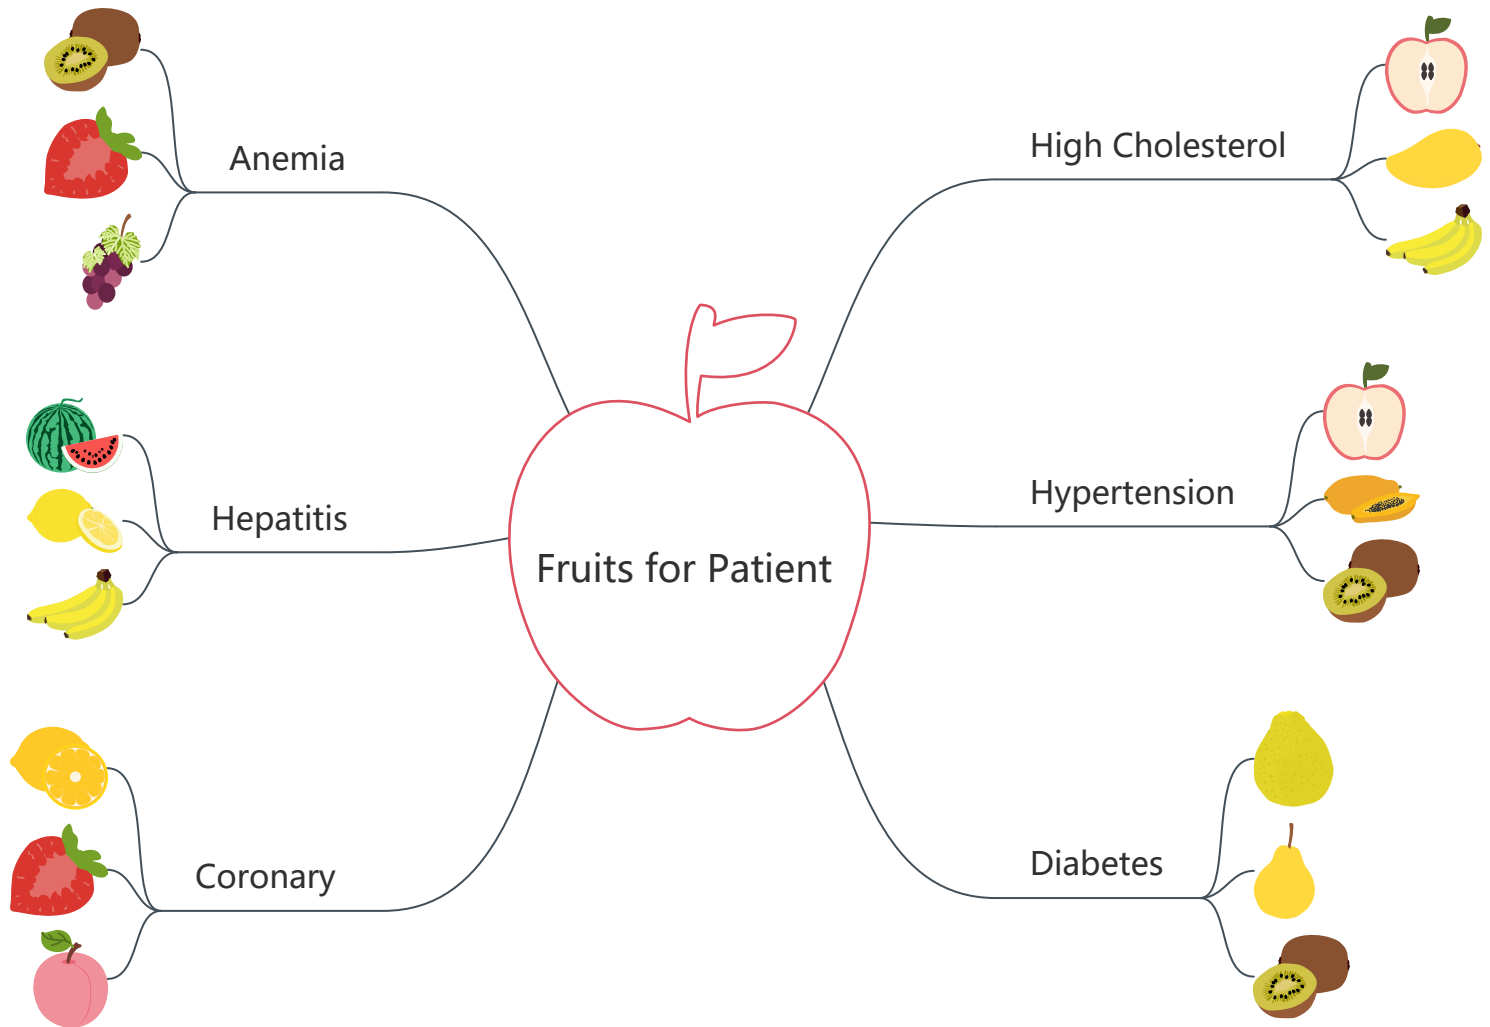 Anemia
High Cholesterol
Hepatitis
Hypertension
Fruits for Patient
Coronary
Diabetes